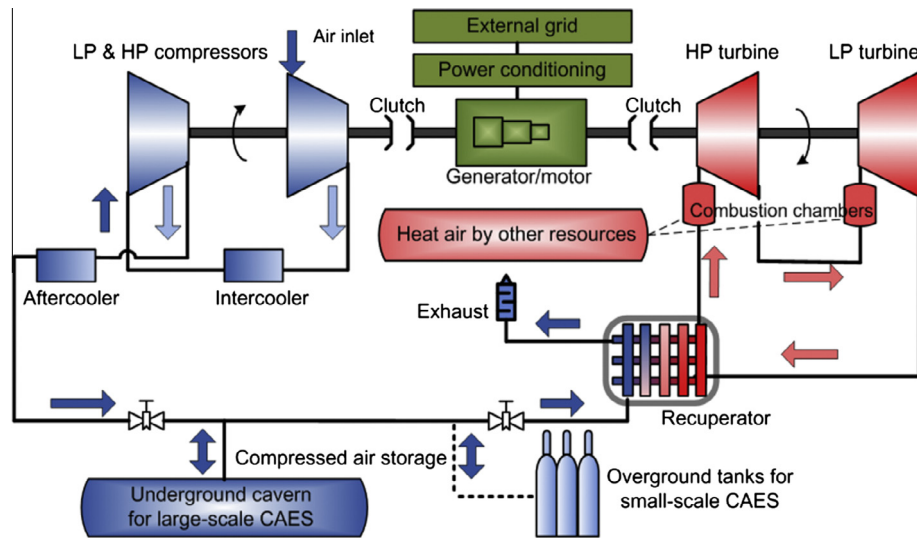 External grid
LP & HP compressors
Air inlet
Power conditioning
HP turbine
LP turbine
Clutch
Clutch
Generator/motor
Combustion chambers
Heat air by other resources
Aftercooler
Intercooler
Exhaust
Recuperator
Compressed air storage
Underground cavern
for large-scale CAES
Overground tanks for
small-scale CAES